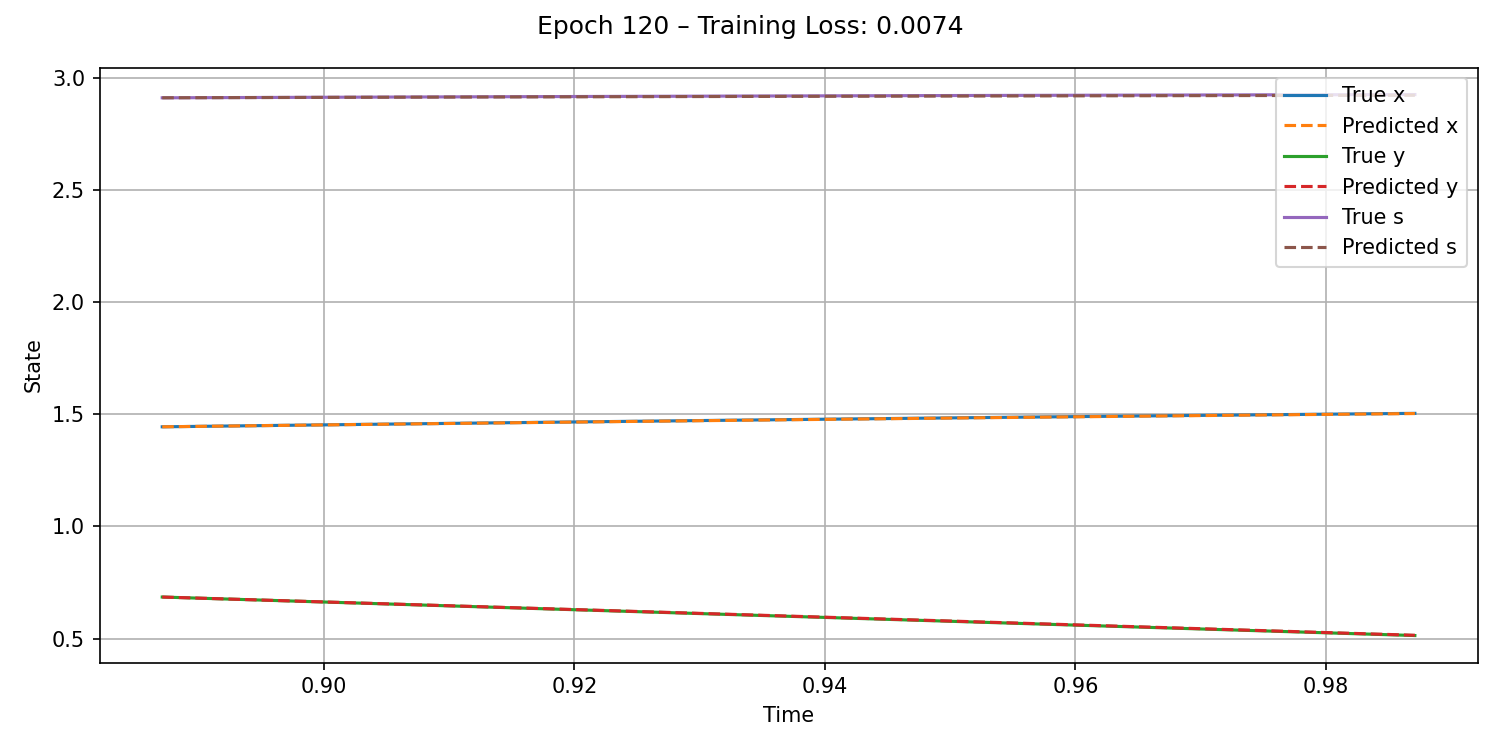 Epoch 120 – Training Loss: 0.0074
3.0
2.5
2.0
1.5
1.0
0.5
State
True x
Predicted x
True y
Predicted y
True s
Predicted s
0.90 0.92 0.94 0.96 0.98
Time